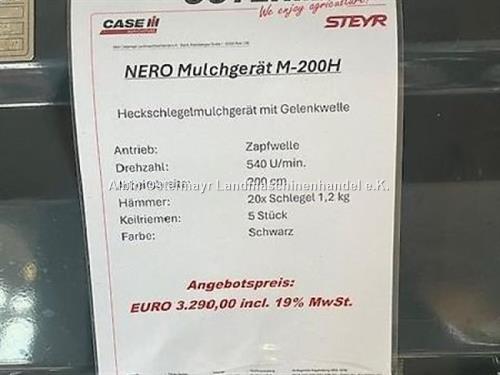 CASE IH
We enjoy agriculture!
STEYR
NERO Mulchgerät M-200H
Heckschlegelmulchgerät mit Gelenkwelle
Antrieb: Zapfwelle
Drehzahl: 540 U/min.
200 cm
Landmaschinenhandel e.K.
Hämmer: 20x Schlegel 1,2 kg
Keilriemen: 5 Stück
Farbe: Schwarz
Angebotspreis:
EURO 3.290,00 incl. 19% MwSt.